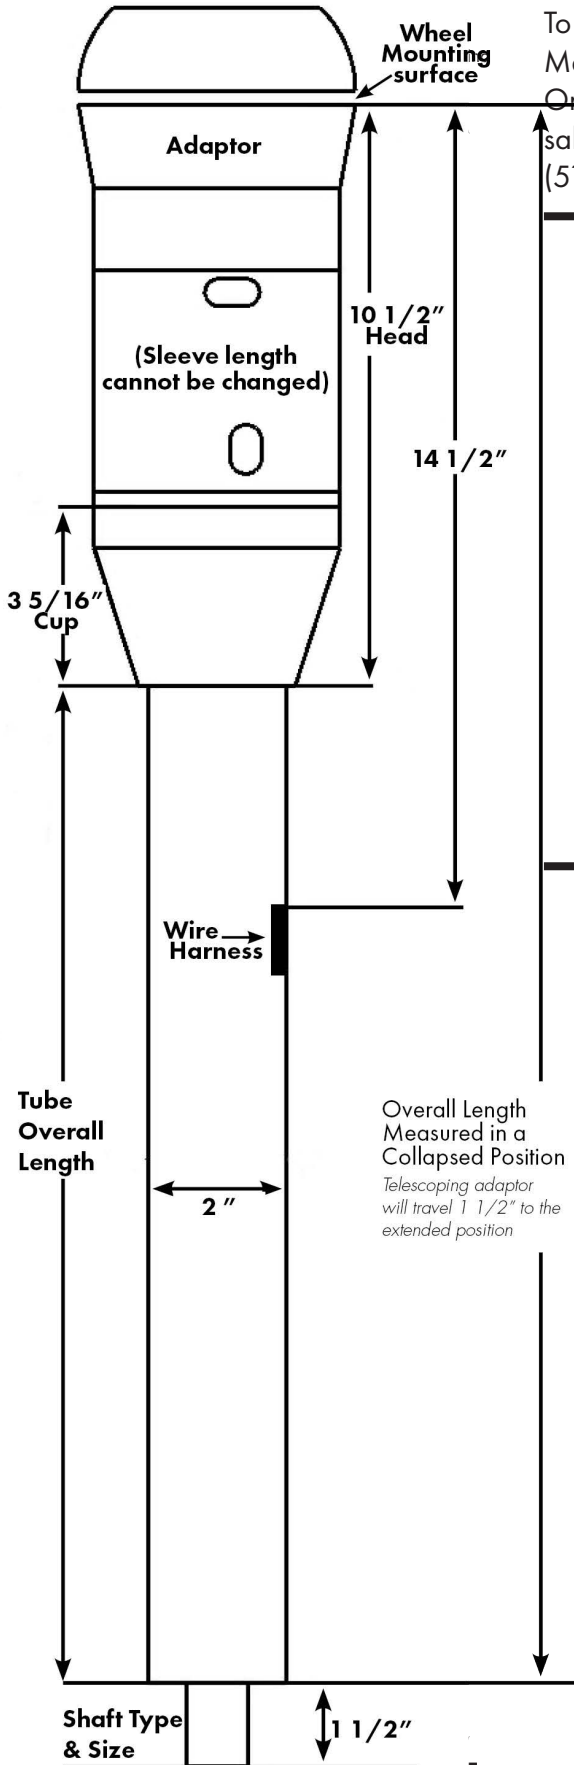 To
Wheel
Mounting
surface
Adaptor
10 1/2"
Head
(Sleeve length
cannot be changed)
14 1/2"
3 5/16"
Cup
Wire
Harness
Tube
Overall
Length
Overall Length
Measured in a
Collapsed Position
Telescoping adaptor
will travel 1 1/2" to the
extended position
2 "
Shaft Type
& Size
1 1/2"